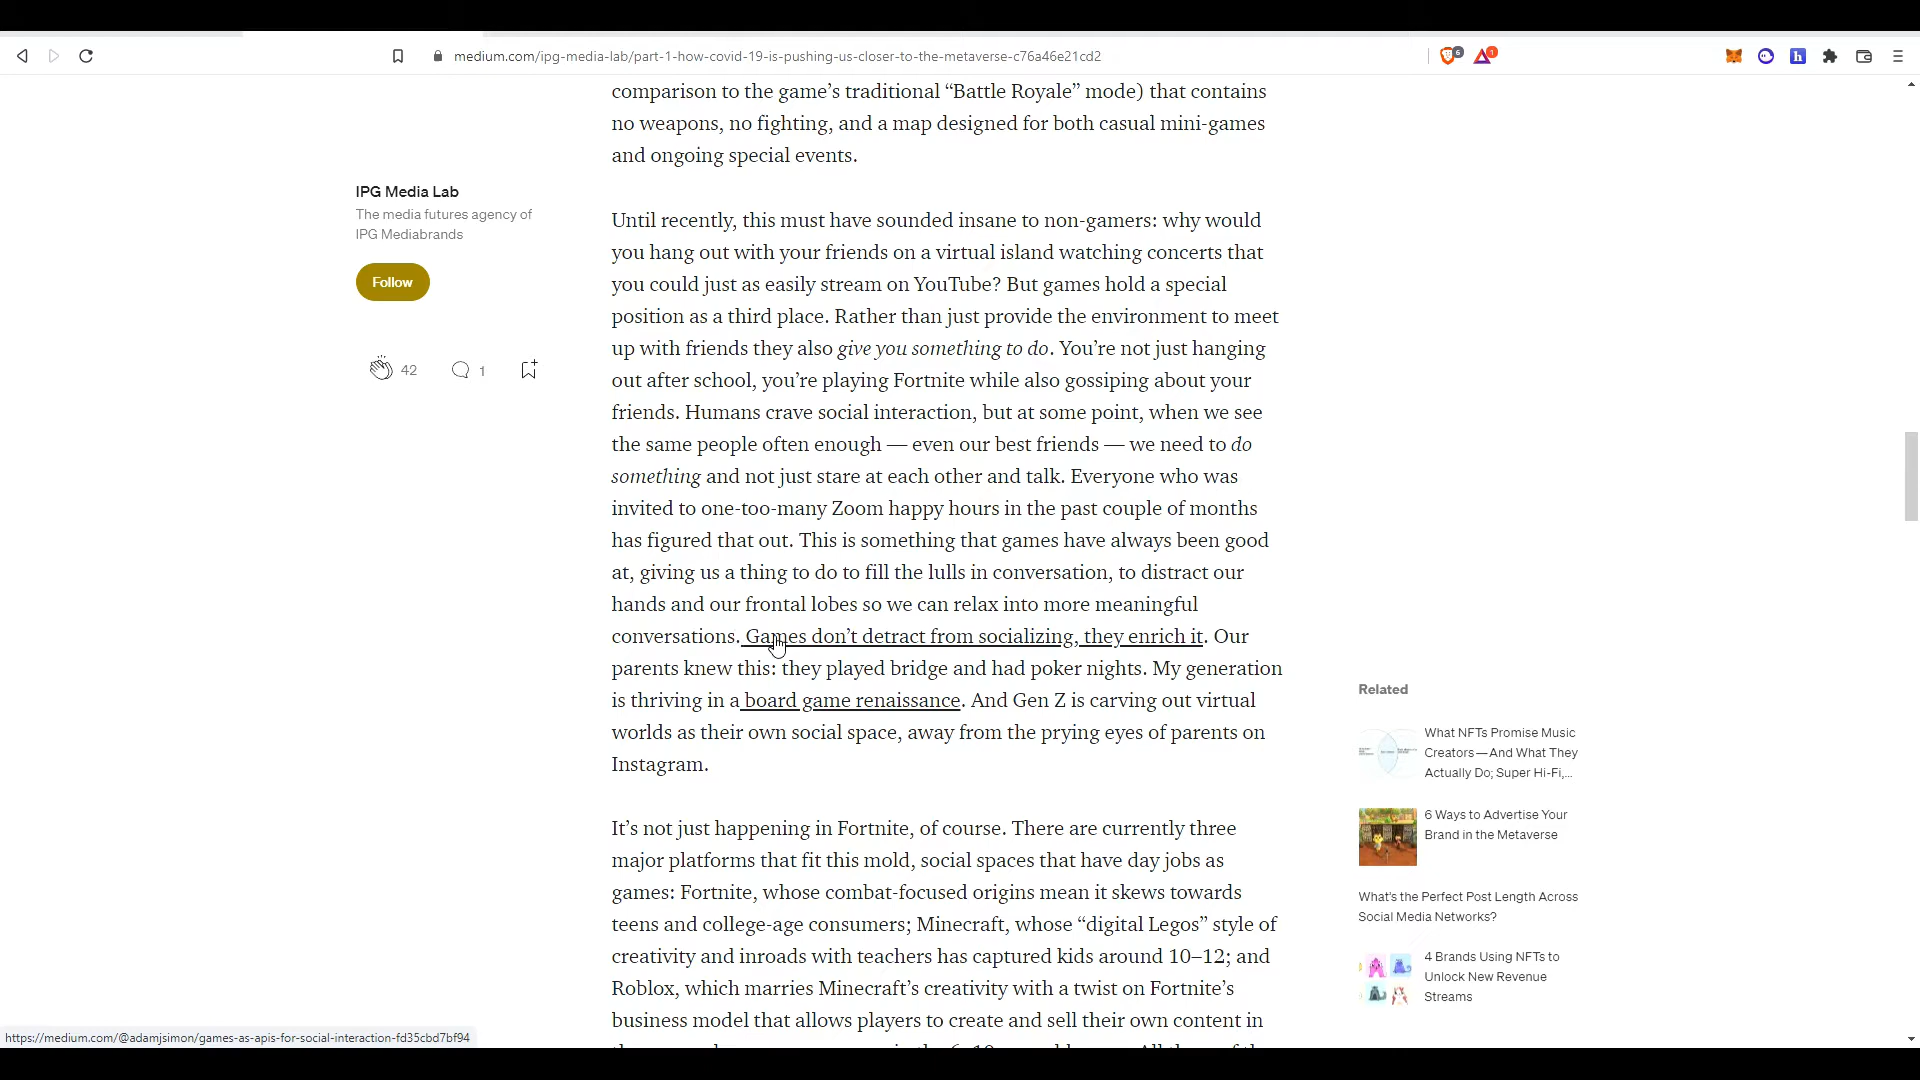 medium.com/ipg-media-lab/part-1-how-covid-19-is-pushing-us-closer-to-the-metaverse-c76a46e21cd2
6
1
h
comparison to the game’s traditional “Battle Royale” mode) that contains
no weapons, no fighting, and a map designed for both casual mini-games
and ongoing special events.
IPG Media Lab
The media futures agency of
IPG Mediabrands
Follow
42
1
Until recently, this must have sounded insane to non-gamers: why would
you hang out with your friends on a virtual island watching concerts that
you could just as easily stream on YouTube? But games hold a special
position as a third place. Rather than just provide the environment to meet
up with friends they also give you something to do. You’re not just hanging
out after school, you’re playing Fortnite while also gossiping about your
friends. Humans crave social interaction, but at some point, when we see
the same people often enough — even our best friends — we need to do
something and not just stare at each other and talk. Everyone who was
invited to one-too-many Zoom happy hours in the past couple of months
has figured that out. This is something that games have always been good
at, giving us a thing to do to fill the lulls in conversation, to distract our
hands and our frontal lobes so we can relax into more meaningful
conversations. Games don’t detract from socializing, they enrich it. Our
parents knew this: they played bridge and had poker nights. My generation
is thriving in a board game renaissance. And Gen Z is carving out virtual
worlds as their own social space, away from the prying eyes of parents on
Instagram.
It’s not just happening in Fortnite, of course. There are currently three
major platforms that fit this mold, social spaces that have day jobs as
games: Fortnite, whose combat-focused origins mean it skews towards
teens and college-age consumers; Minecraft, whose “digital Legos” style of
creativity and inroads with teachers has captured kids around 10–12; and
Roblox, which marries Minecraft’s creativity with a twist on Fortnite’s
business model that allows players to create and sell their own content in
Related
What NFTs Promise Music
Creators — And What They
Actually Do; Super Hi-Fi,...
6 Ways to Advertise Your
Brand in the Metaverse
What's the Perfect Post Length Across
Social Media Networks?
4 Brands Using NFTs to
Unlock New Revenue
Streams
https://medium.com/@adamjsimon/games-as-apis-for-social-interaction-fd35cbd7bf94